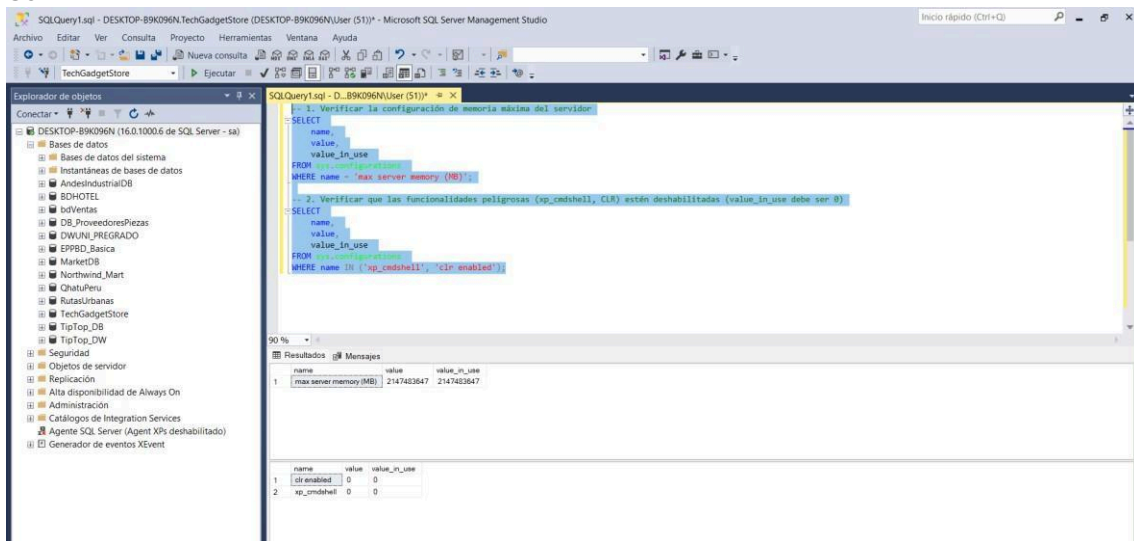 SQLQuery1.sql - DESKTOP-B9K096N.TechGadgetStore (DESKTOP-B9K096N\User (51))* - Microsoft SQL Server Management Studio
Inicio rápido (Ctrl+Q)
Archivo Editar Ver Consulta Proyecto Herramientas Ventana Ayuda
Nueva consulta
TechGadgetStore
Ejecutar
Explorador de objetos
Conectar
DESKTOP-B9K096N (16.0.1000.6 de SQL Server - sa)
Bases de datos
Bases de datos del sistema
Instantáneas de bases de datos
AndesIndustrialDB
BDHOTEL
bdVentas
DB_ProveedoresPiezas
DWUNI_PREGRADO
EPPBD_Basica
MarketDB
Northwind_Mart
QhatuPeru
RutasUrbanas
TechGadgetStore
TipTop_DB
TipTop_DW
Seguridad
Objetos de servidor
Replicación
Alta disponibilidad de Always On
Administración
Catálogos de Integration Services
Agente SQL Server (Agent XPs deshabilitado)
Generador de eventos XEvent
SQLQuery1.sql - D...B9K096N\User (51))*
-- 1. Verificar la configuración de memoria máxima del servidor
SELECT
name,
value,
value_in_use
FROM sys.configurations
WHERE name = 'max server memory (MB)';
-- 2. Verificar que las funcionalidades peligrosas (xp_cmdshell, CLR) estén deshabilitadas (value_in_use debe ser 0)
SELECT
name,
value,
value_in_use
FROM sys.configurations
WHERE name IN ('xp_cmdshell', 'clr enabled');
90 %
Resultados Mensajes
name value value_in_use
1 max server memory (MB) 2147483647 2147483647
name value value_in_use
1 clr enabled 0 0
2 xp_cmdshell 0 0